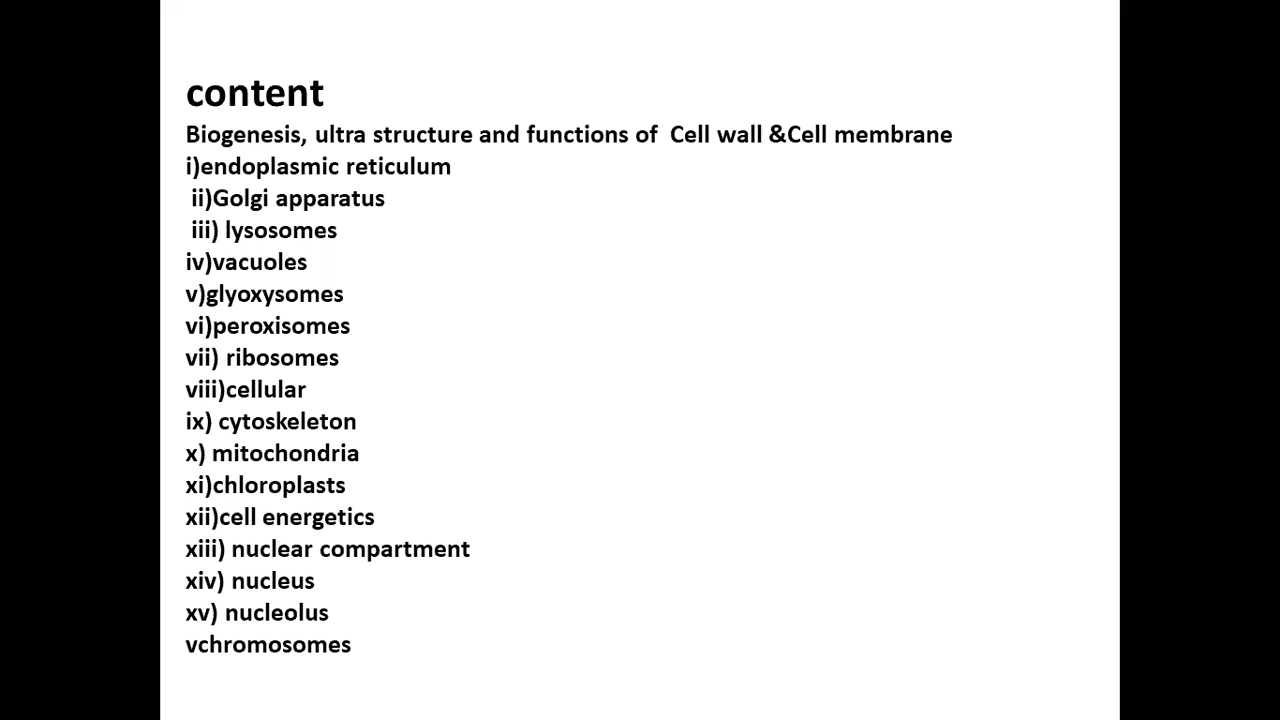 content
Biogenesis, ultra structure and functions of  Cell wall &Cell membrane
i)endoplasmic reticulum
ii)Golgi apparatus
iii) lysosomes
iv)vacuoles
v)glyoxysomes
vi)peroxisomes
vii) ribosomes
viii)cellular
ix) cytoskeleton
x) mitochondria
xi)chloroplasts
xii)cell energetics
xiii) nuclear compartment
xiv) nucleus
xv) nucleolus
vchromosomes